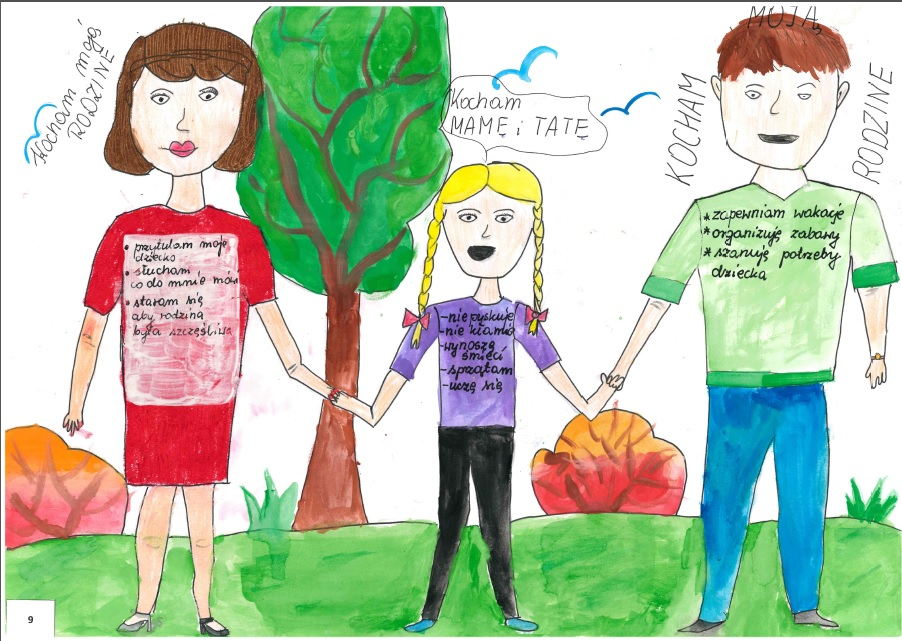 Kocham moją
RODZINĘ
Kocham
MAMĘ i TATĘ
KOCHAM
MOJĄ
RODZINE
• przytulam moje
dziecko
• słucham,
co do mnie mówi
• staram się
aby rodzina
była szczęśliwa
-nie pyskuję
-nie kłamię
-wynoszę
śmieci
-sprzątam
-uczę się
* zapewniam wakacje
* organizuję zabawy
* szanuję potrzeby
dziecka
9